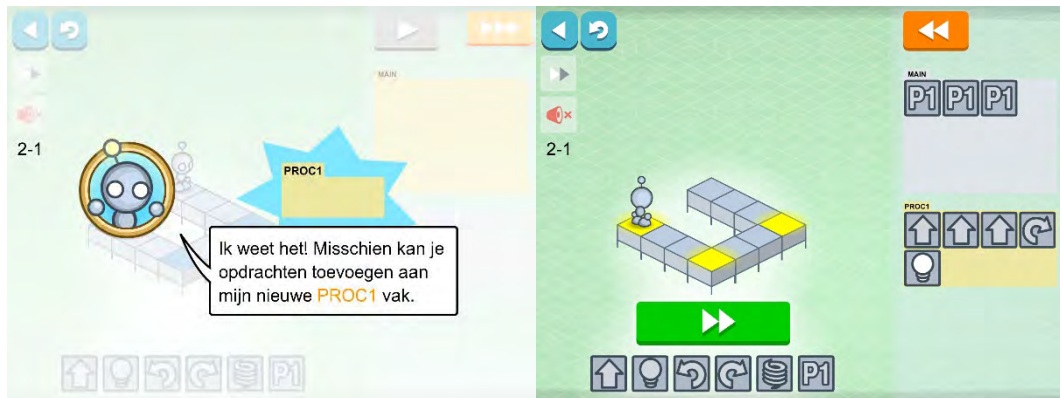 MAIN
2-1
PROC1
Ik weet het! Misschien kan je
opdrachten toevoegen aan
mijn nieuwe PROC1 vak.
P1
MAIN
P1 P1 P1
2-1
PROC1
P1